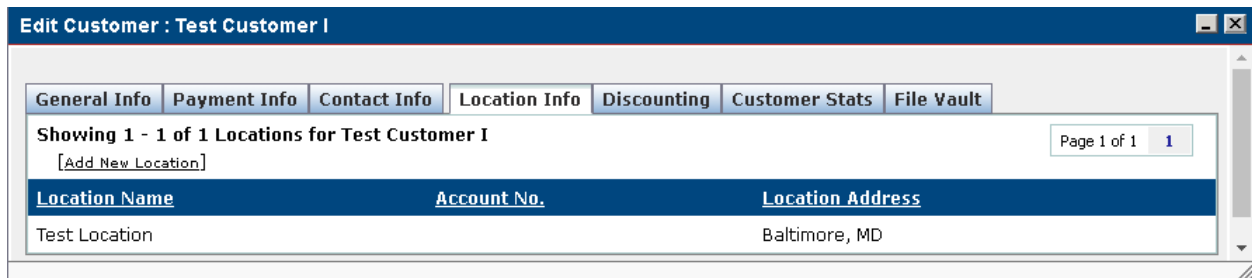 Edit Customer : Test Customer I
General Info Payment Info Contact Info Location Info Discounting Customer Stats File Vault
Showing 1 - 1 of 1 Locations for Test Customer I
Page 1 of 1 1
[Add New Location]
Location Name Account No. Location Address
Test Location Baltimore, MD